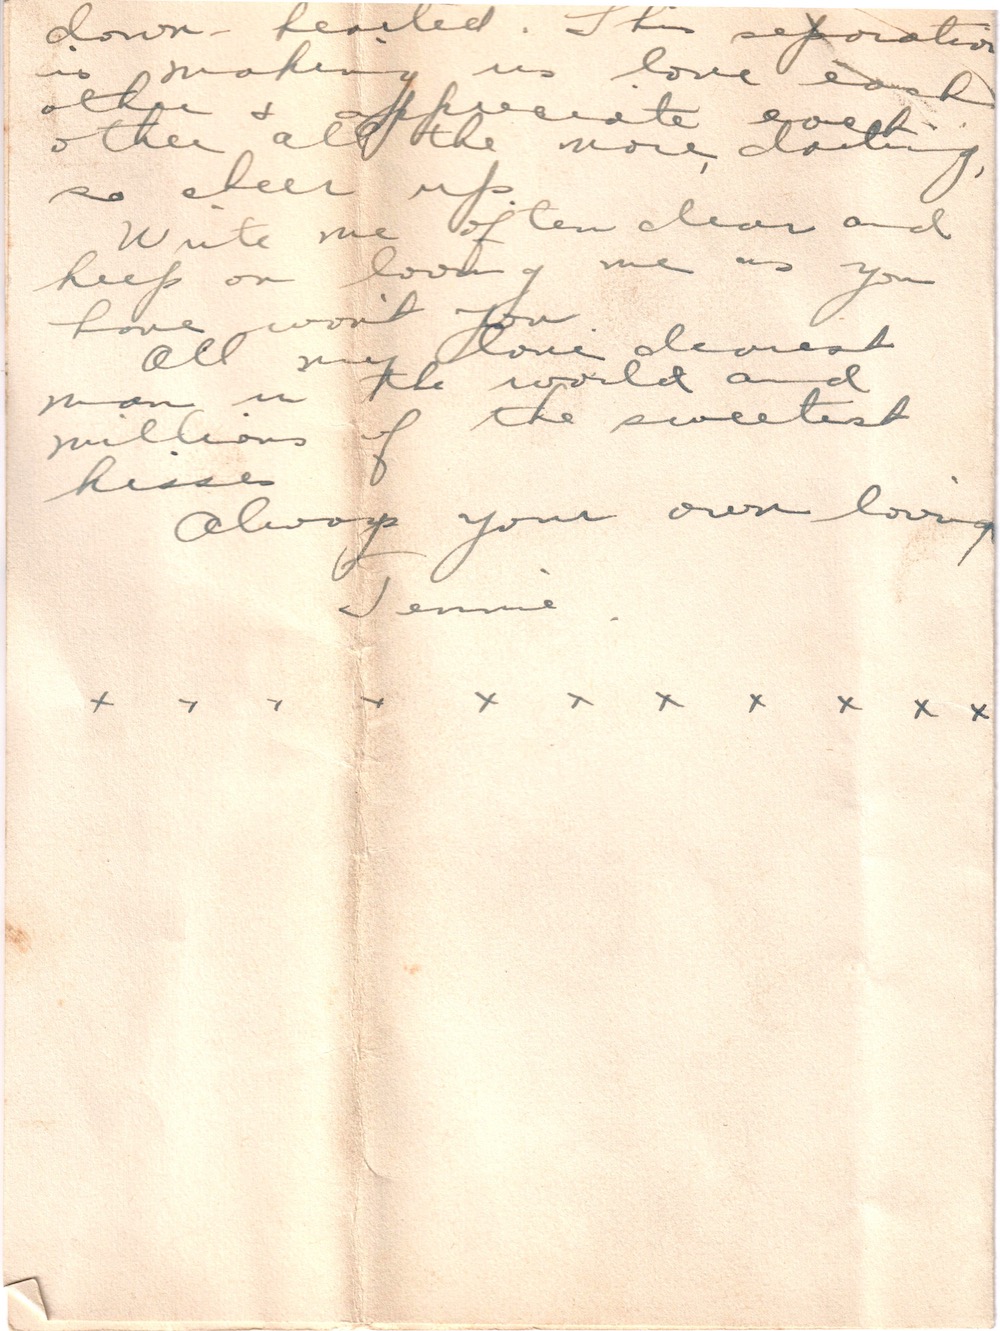 down-hearted. This separation
is making us love each
other & appreciate each
other all the more, darling,
so cheer up.
Write me often dear and
keep on loving me as you
have won't you
All my love dearest
man in the world and
millions of the sweetest
kisses
Always your own loving
Jennie.
x x x x x x x x x x x